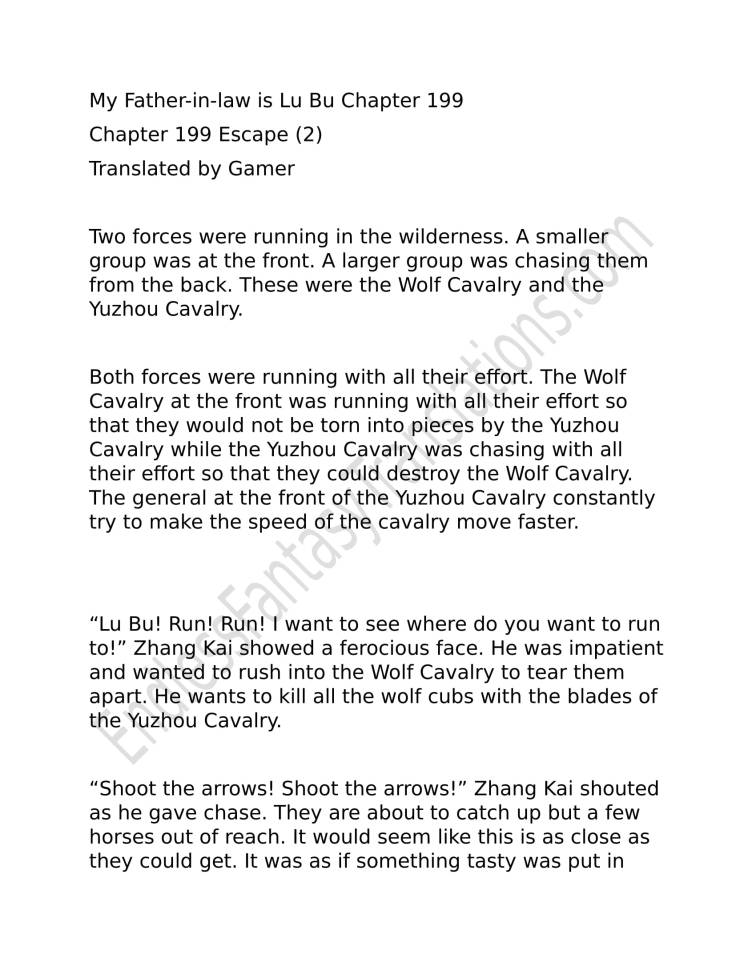 My Father-in-law is Lu Bu Chapter 199
Chapter 199 Escape (2)
Translated by Gamer
Two forces were running in the wilderness. A smaller
group was at the front. A larger group was chasing them
from the back. These were the Wolf Cavalry and the
Yuzhou Cavalry.
Both forces were running with all their effort. The Wolf
Cavalry at the front was running with all their effort so
that they would not be torn into pieces by the Yuzhou
Cavalry while the Yuzhou Cavalry was chasing with all
their effort so that they could destroy the Wolf Cavalry.
The general at the front of the Yuzhou Cavalry constantly
try to make the speed of the cavalry move faster.
“Lu Bu! Run! Run! I want to see where do you want to run
to!” Zhang Kai showed a ferocious face. He was impatient
and wanted to rush into the Wolf Cavalry to tear them
apart. He wants to kill all the wolf cubs with the blades of
the Yuzhou Cavalry.
“Shoot the arrows! Shoot the arrows!” Zhang Kai shouted
as he gave chase. They are about to catch up but a few
horses out of reach. It would seem like this is as close as
they could get. It was as if something tasty was put in
EndlessFantasyTranslations.com